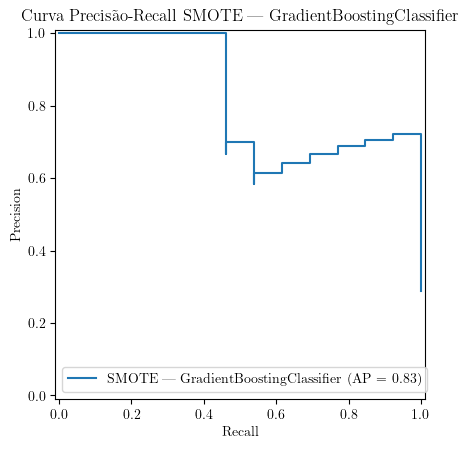 Curva Precisão-Recall SMOTE — GradientBoostingClassifier
1.0
0.8
0.6
0.4
0.2
0.0
Precision
SMOTE — GradientBoostingClassifier (AP = 0.83)
0.0 0.2 0.4 0.6 0.8 1.0
Recall